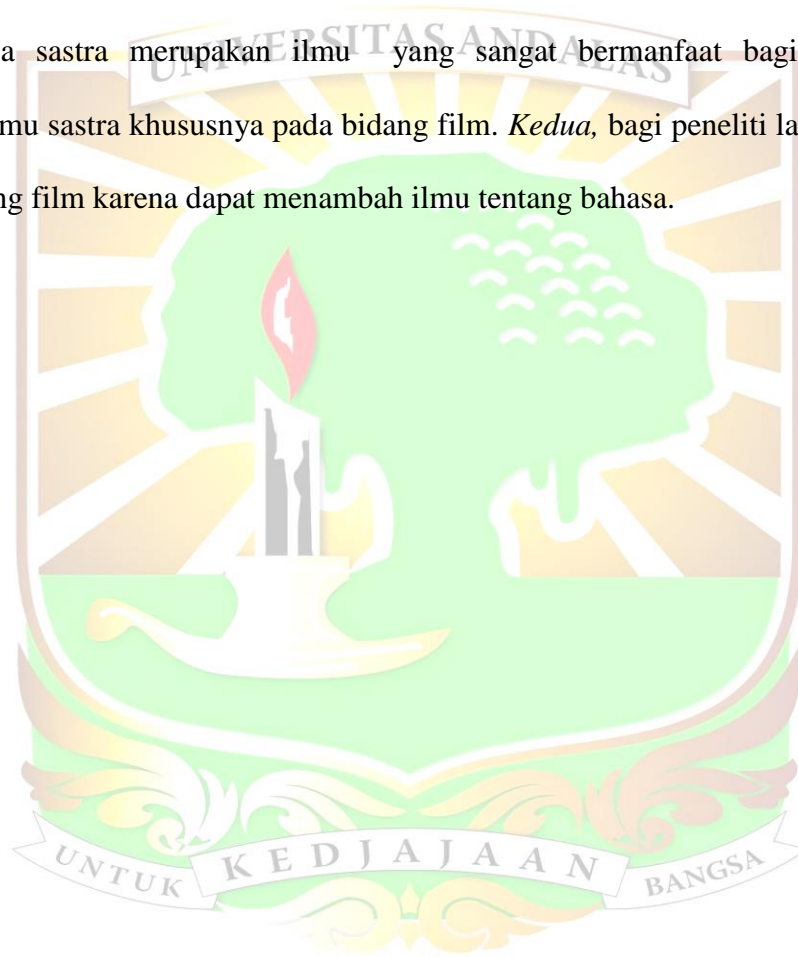 UNIVERSITAS ANDALAS
a sastra merupakan ilmu yang sangat bermanfaat bagi
mu sastra khususnya pada bidang film. Kedua, bagi peneliti la
ng film karena dapat menambah ilmu tentang bahasa.
UNTUK KEDJAJAAN BANGSA